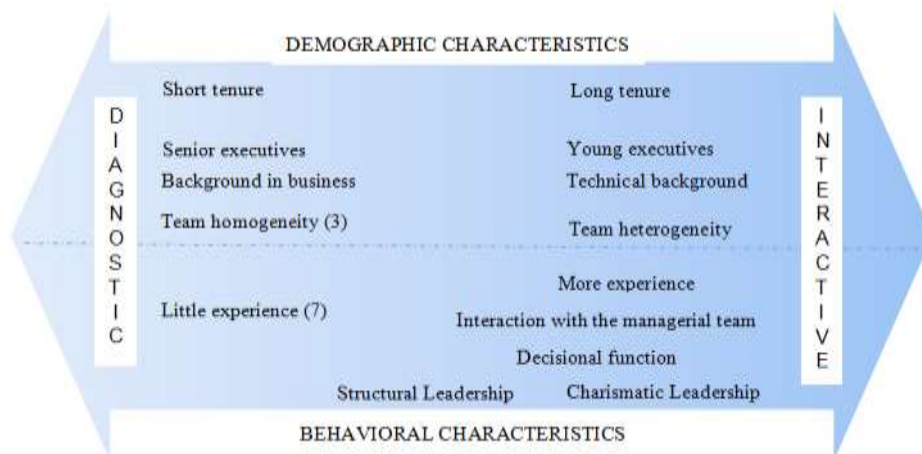 DEMOGRAPHIC CHARACTERISTICS
DIAGNOSTIC
Short tenure
Long tenure
Senior executives
Young executives
Background in business
Technical background
Team homogeneity (3)
Team heterogeneity
More experience
Little experience (7)
Interaction with the managerial team
Decisional function
Structural Leadership
Charismatic Leadership
INTERACTIVE
BEHAVIORAL CHARACTERISTICS